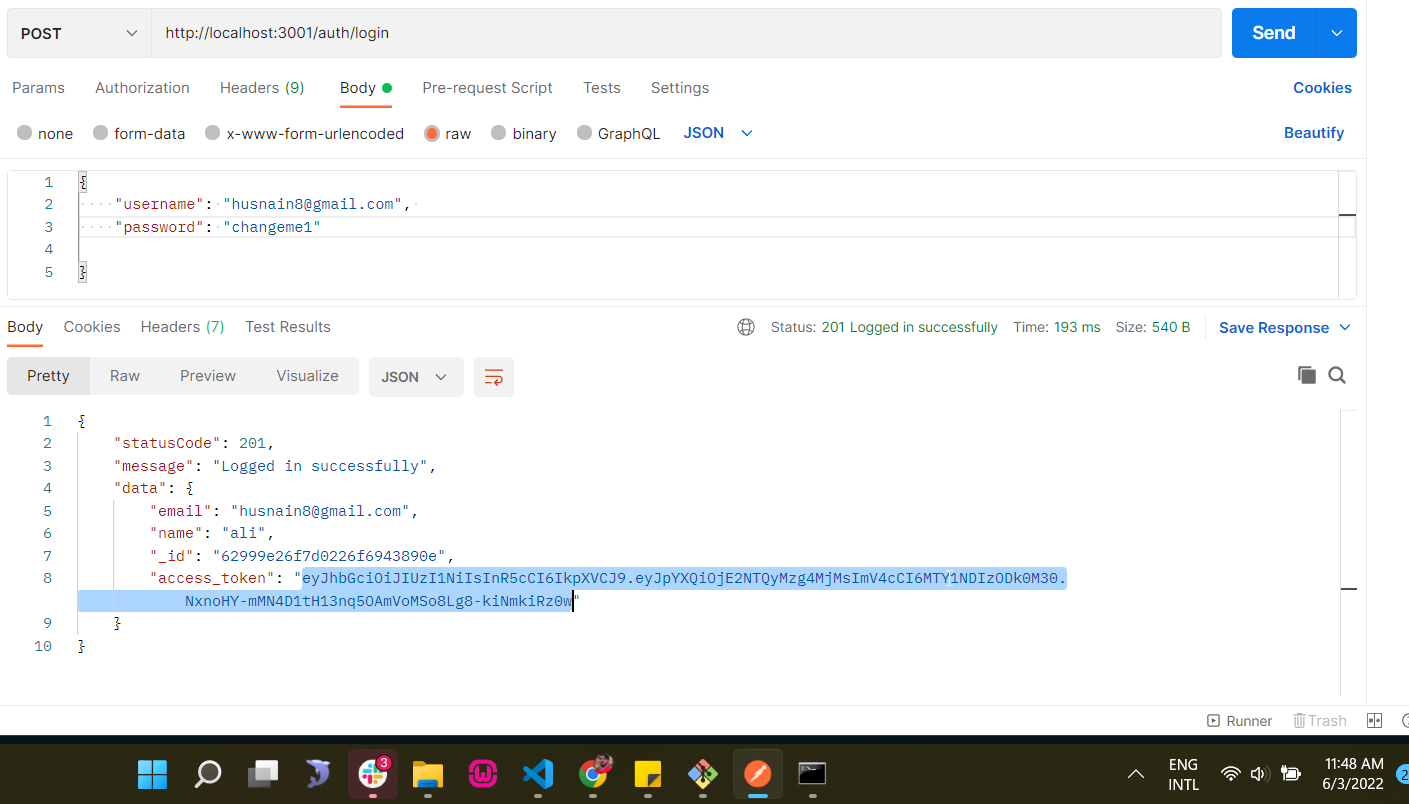 POST
http://localhost:3001/auth/login
Send
Params Authorization Headers (9) Body Pre-request Script Tests Settings Cookies
none form-data x-www-form-urlencoded raw binary GraphQL JSON Beautify
1 {
2 "username": "husnain8@gmail.com",
3 "password": "changeme1"
4
5 }
Body Cookies Headers (7) Test Results Status: 201 Logged in successfully Time: 193 ms Size: 540 B Save Response
Pretty Raw Preview Visualize JSON
1 {
2 "statusCode": 201,
3 "message": "Logged in successfully",
4 "data": {
5 "email": "husnain8@gmail.com",
6 "name": "ali",
7 "_id": "62999e26f7d0226f6943890e",
8 "access_token": "eyJhbGciOiJIUzI1NiIsInR5cCI6IkpXVCJ9.eyJpYXQiOjE2NTQyMzg4MjMsImV4cCI6MTY1NDIzODk0M30.
NxnoHY-mMN4D1tH13nq5OAmVoMSo8Lg8-kiNmkiRz0w"
9 }
10 }
Runner Trash
3
ENG
INTL
11:48 AM
6/3/2022
2